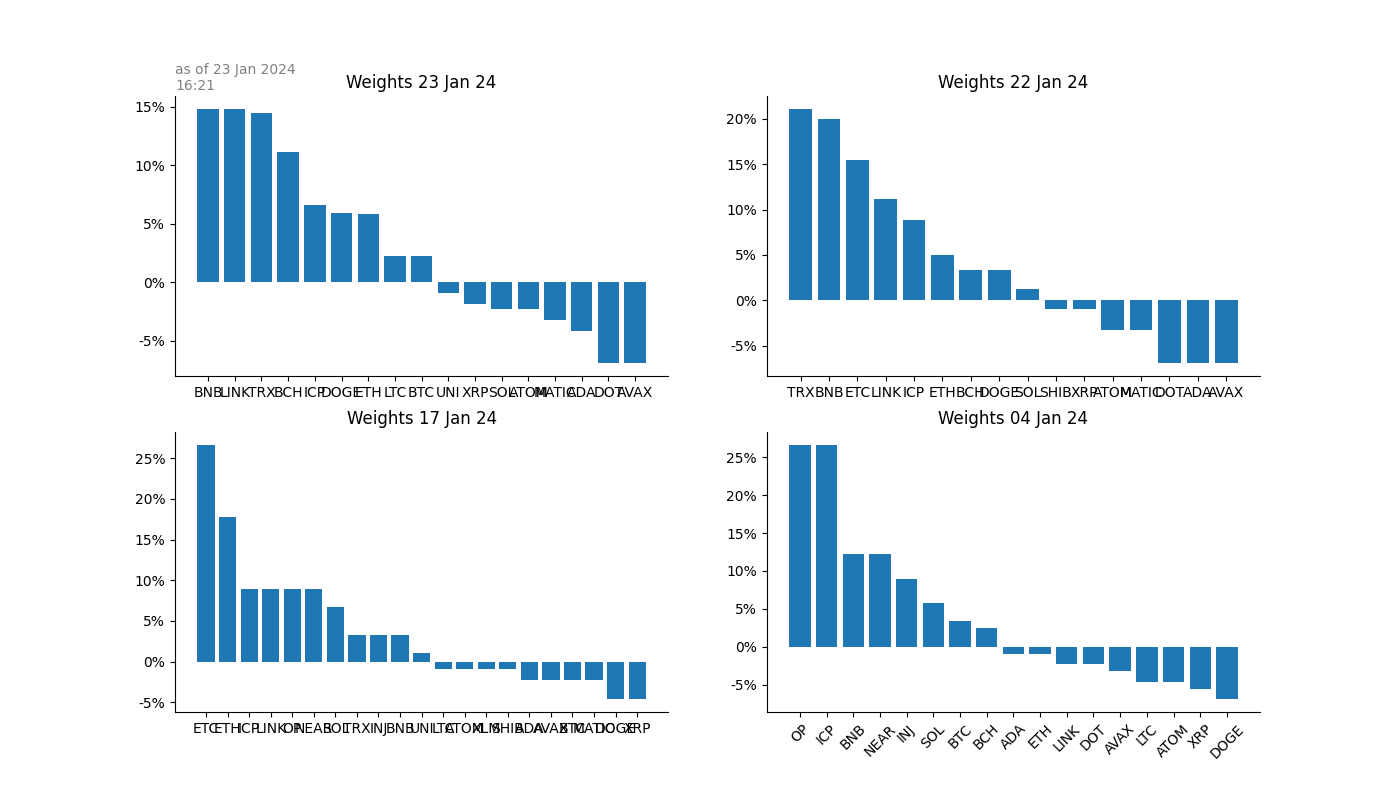 as of 23 Jan 2024
16:21
Weights 23 Jan 24
15%
10%
5%
0%
-5%
BNB LINK TRX BCH ICP DOGE ETH LTC BTC UNI XRP SOL ATOM MATIC ADA DOT AVAX
Weights 22 Jan 24
20%
15%
10%
5%
0%
-5%
TRX BNB ETC LINK ICP ETH BCH DOGE SOL SHIB XRP ATOM MATIC DOT ADA AVAX
Weights 17 Jan 24
25%
20%
15%
10%
5%
0%
-5%
ETC ETH ICP LINK OP NEAR SOL TRX INJ BNB UNI LTC ATOM XLM SHIB ADA AVAX BTC MATIC DOGE XRP
Weights 04 Jan 24
25%
20%
15%
10%
5%
0%
-5%
OP ICP BNB NEAR INJ SOL BTC BCH ADA ETH LINK DOT AVAX LTC ATOM XRP DOGE